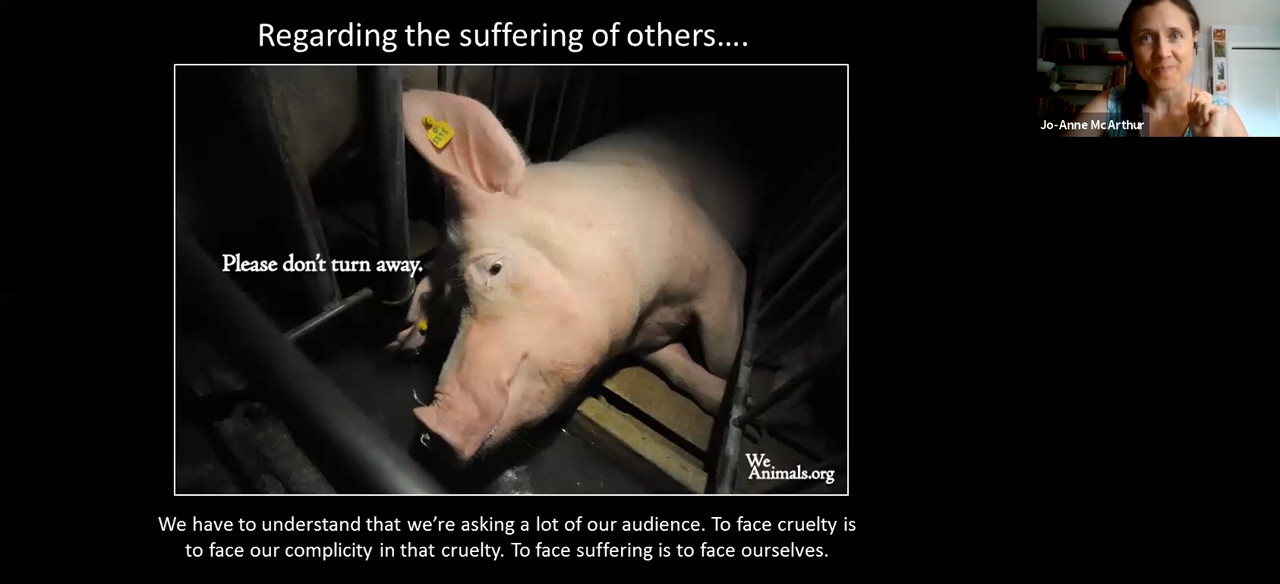 Regarding the suffering of others....
Please don't turn away.
We
Animals.org
We have to understand that we're asking a lot of our audience. To face cruelty is
to face our complicity in that cruelty. To face suffering is to face ourselves.
Jo-Anne McArthur